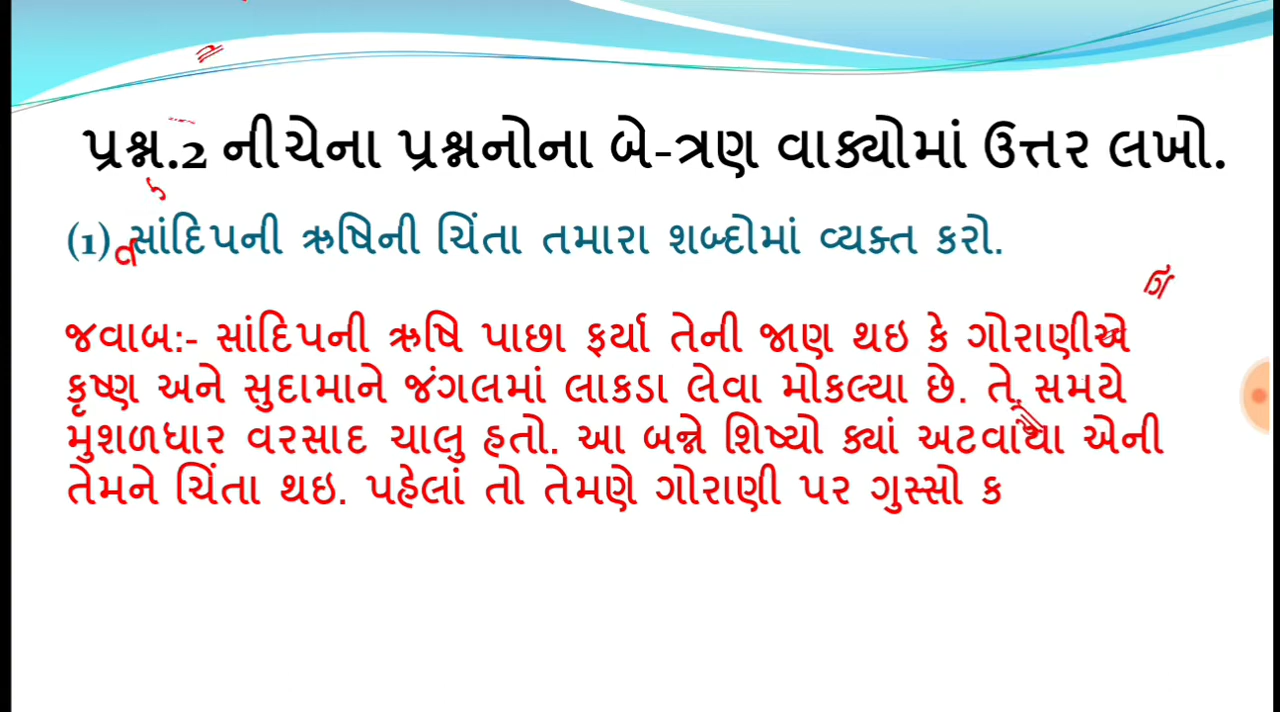 પ્રશ્ન.2 નીચેના પ્રશ્નનોના બે-ત્રણ વાક્યોમાં ઉત્તર લખો.
(1) સાંદિપની ઋષિની ચિંતા તમારા શબ્દોમાં વ્યક્ત કરો.
જવાબ:- સાંદિપની ઋષિ પાછા ફર્યા તેની જાણ થઇ કે ગોરાણીએ
કૃષ્ણ અને સુદામાને જંગલમાં લાકડા લેવા મોકલ્યા છે. તે સમયે
મુશળધાર વરસાદ ચાલુ હતો. આ બન્ને શિષ્યો ક્યાં અટવાયા એની
તેમને ચિંતા થઇ. પહેલાં તો તેમણે ગોરાણી પર ગુસ્સો ક